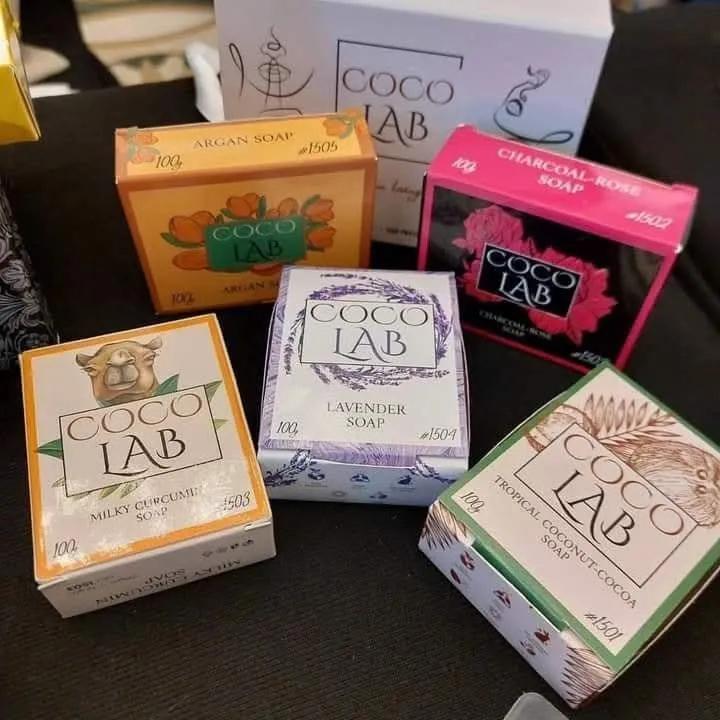 COCO
LAB
ARGAN SOAP
100g
#1505
COCO
LAB
100g
CHARCOAL-ROSE
SOAP
100g
#1502
COCO
LAB
CHARCOAL-ROSE
SOAP
COCO
LAB
MILKY CURCUMIN
SOAP
100g
#1503
MILKY CURCUMIN
SOAP
COCO
LAB
LAVENDER
SOAP
100g
#1504
COCO
LAB
100g
TROPICAL COCONUT-COCOA
SOAP
#1501